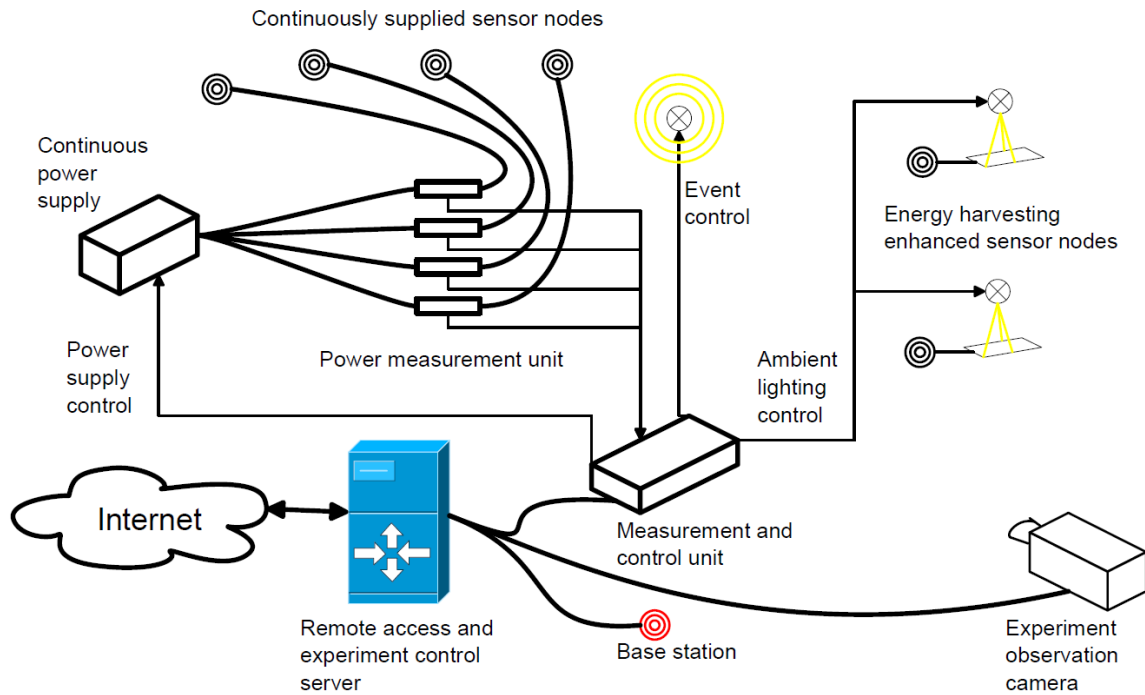 Continuously supplied sensor nodes
Continuous
power
supply
Event
control
Energy harvesting
enhanced sensor nodes
Power
supply
control
Power measurement unit
Ambient
lighting
control
Internet
Measurement and
control unit
Remote access and
experiment control
server
Base station
Experiment
observation
camera